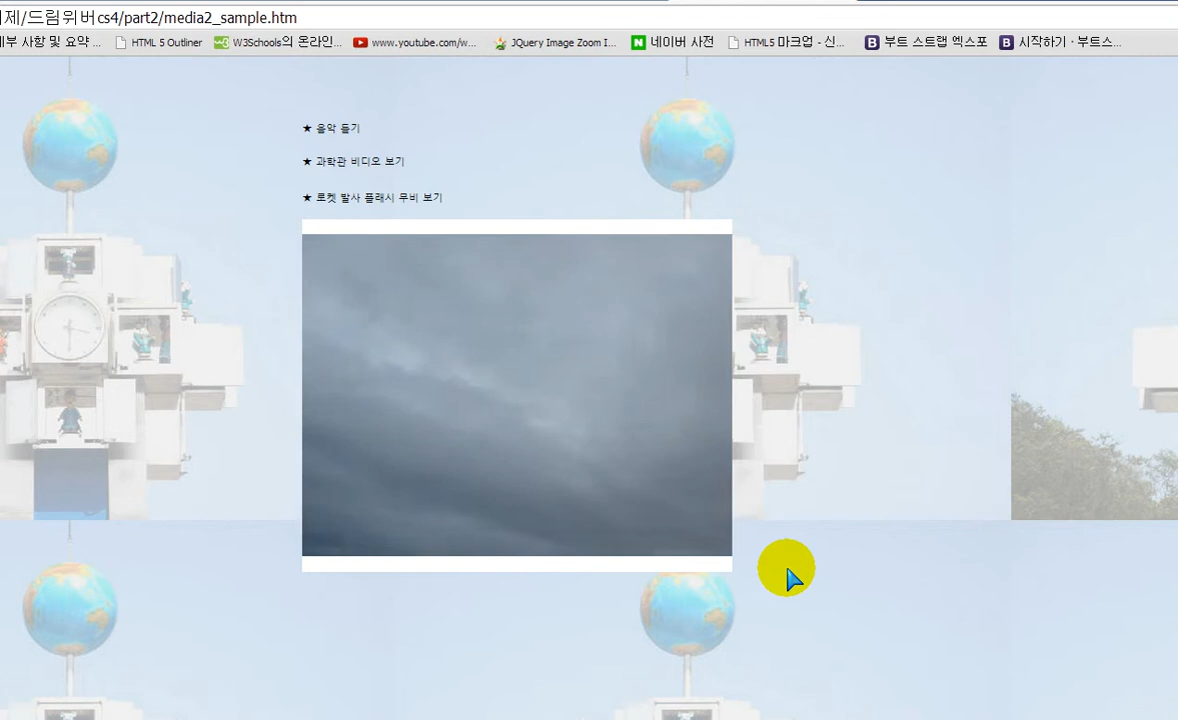 제/드림위버cs4/part2/media2_sample.htm
세부 사항 및 요약 ... HTML 5 Outliner W3Schools의 온라인... www.youtube.com/w... JQuery Image Zoom I... 네이버 사전 HTML5 마크업 - 신... 부트 스트랩 엑스포 시작하기 · 부트스...
★ 음악 듣기
★ 과학관 비디오 보기
★ 로켓 발사 플래시 무비 보기